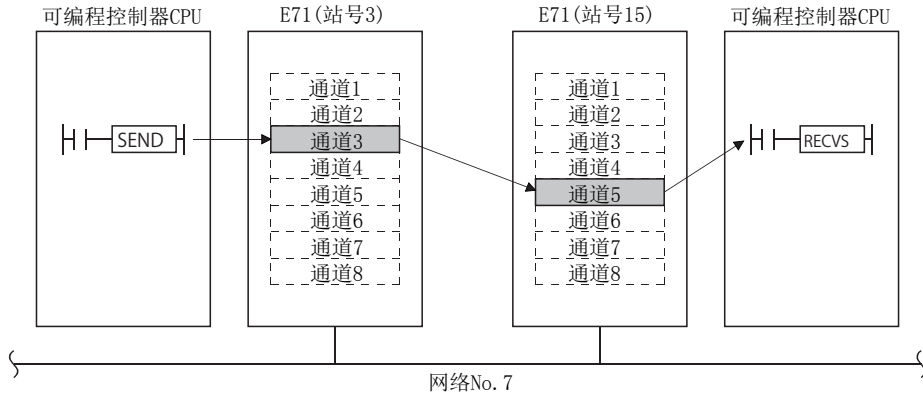 可编程控制器CPU
E71(站号3)
E71(站号15)
可编程控制器CPU
通道1
通道2
通道3
通道4
通道5
通道6
通道7
通道8
通道1
通道2
通道3
通道4
通道5
通道6
通道7
通道8
SEND
RECVS
网络No.7